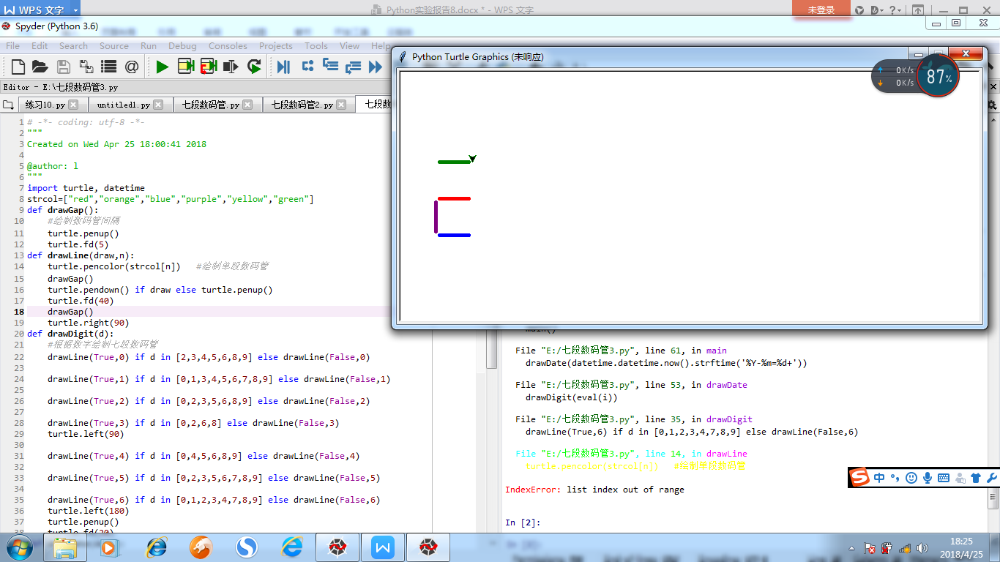 WPS 文字
Python实验报告8.docx * - WPS 文字
未登录
Spyder (Python 3.6)
File Edit Search Source Run Debug Consoles Projects Tools View Help
Python Turtle Graphics (未响应)
0K/s
0K/s
87%
Editor - E:\七段数码管3.py
练习10.py
untitled1.py
七段数码管.py
七段数码管2.py
七段数
1 # -*- coding: utf-8 -*-
2 """
3 Created on Wed Apr 25 18:00:41 2018
4
5 @author: l
6 """
7 import turtle, datetime
8 strcol=["red","orange","blue","purple","yellow","green"]
9 def drawGap():
10 #绘制数码管间隔
11 turtle.penup()
12 turtle.fd(5)
13 def drawLine(draw,n):
14 turtle.pencolor(strcol[n]) #绘制单段数码管
15 drawGap()
16 turtle.pendown() if draw else turtle.penup()
17 turtle.fd(40)
18 drawGap()
19 turtle.right(90)
20 def drawDigit(d):
21 #根据数字绘制七段数码管
22 drawLine(True,0) if d in [2,3,4,5,6,8,9] else drawLine(False,0)
23
24 drawLine(True,1) if d in [0,1,3,4,5,6,7,8,9] else drawLine(False,1)
25
26 drawLine(True,2) if d in [0,2,3,5,6,8,9] else drawLine(False,2)
27
28 drawLine(True,3) if d in [0,2,6,8] else drawLine(False,3)
29 turtle.left(90)
30
31 drawLine(True,4) if d in [0,4,5,6,8,9] else drawLine(False,4)
32
33 drawLine(True,5) if d in [0,2,3,5,6,7,8,9] else drawLine(False,5)
34
35 drawLine(True,6) if d in [0,1,2,3,4,7,8,9] else drawLine(False,6)
36 turtle.left(180)
37 turtle.penup()
38 turtle.fd(20)
main()
File "E:/七段数码管3.py", line 61, in main
drawDate(datetime.datetime.now().strftime('%Y-%m=%d+'))
File "E:/七段数码管3.py", line 53, in drawDate
drawDigit(eval(i))
File "E:/七段数码管3.py", line 35, in drawDigit
drawLine(True,6) if d in [0,1,2,3,4,7,8,9] else drawLine(False,6)
File "E:/七段数码管3.py", line 14, in drawLine
turtle.pencolor(strcol[n]) #绘制单段数码管
IndexError: list index out of range
In [2]:
中
18:25
2018/4/25